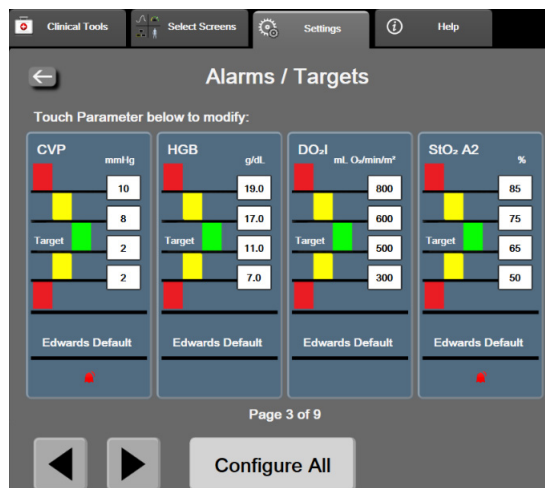 Clinical Tools Select Screens Settings Help
Alarms / Targets
Touch Parameter below to modify:
CVP mmHg
10
8
Target 2
2
Edwards Default
HGB g/dL
19.0
17.0
Target 11.0
7.0
Edwards Default
DO₂I mL O₂/min/m²
800
600
Target 500
300
Edwards Default
StO₂ A2 %
85
75
Target 65
50
Edwards Default
Page 3 of 9
Configure All